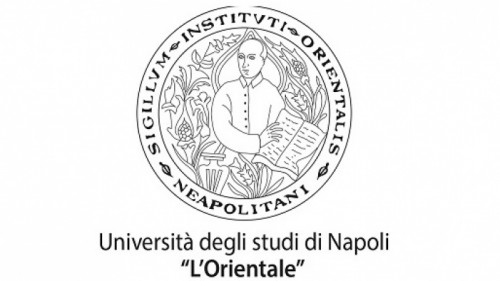 SIGILLVM INSTITVTI ORIENTALIS NEAPOLITANI
Università degli studi di Napoli
“L’Orientale”